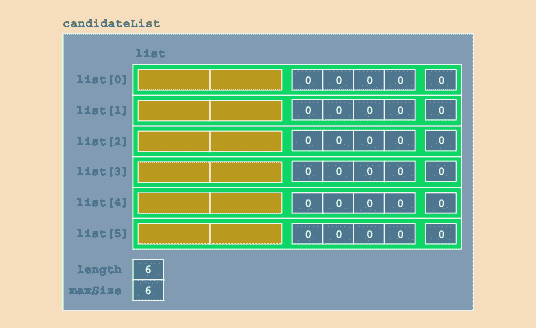 candidateList
list
list[0] 0 0 0 0 0
list[1] 0 0 0 0 0
list[2] 0 0 0 0 0
list[3] 0 0 0 0 0
list[4] 0 0 0 0 0
list[5] 0 0 0 0 0
length 6
maxSize 6